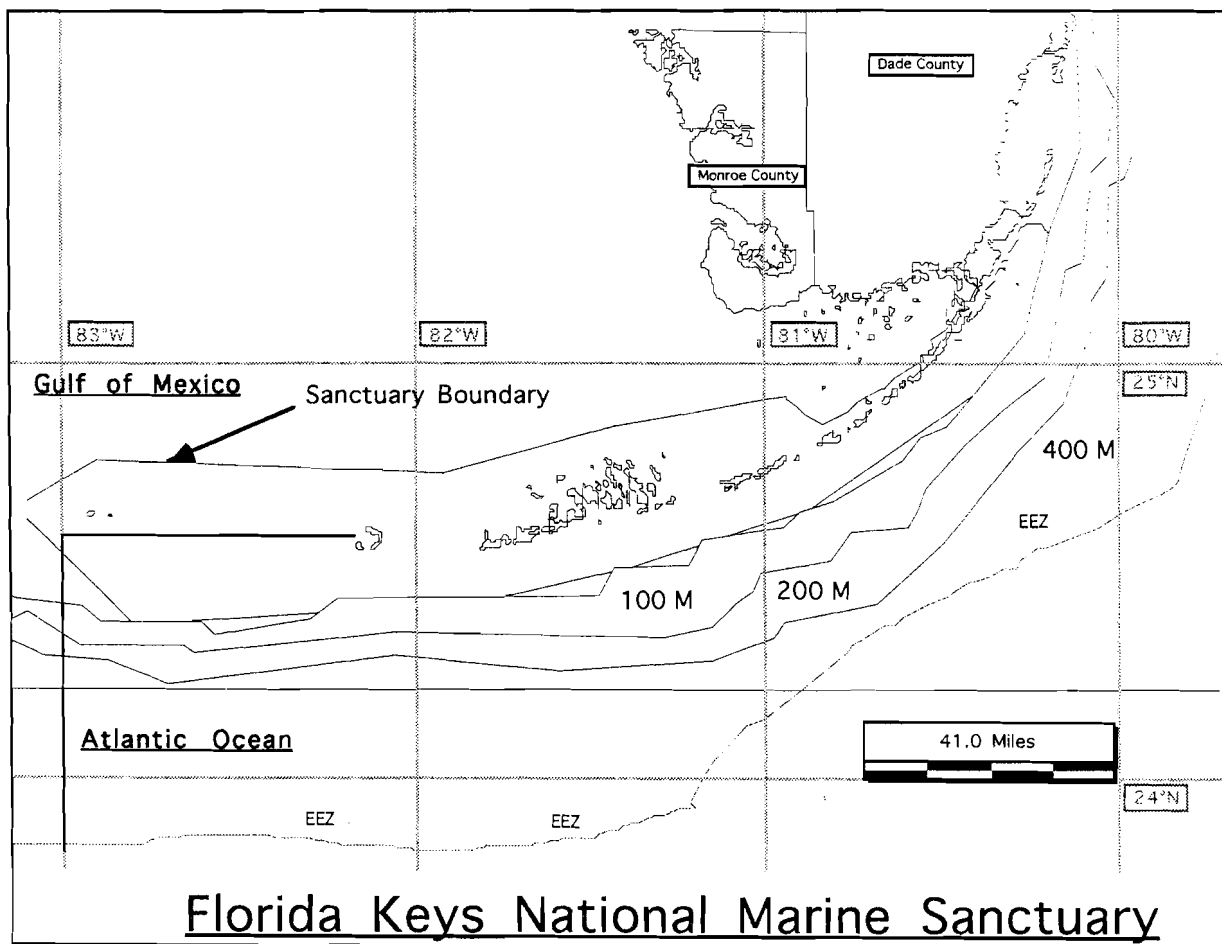 Dade County
Monroe County
83°W
82°W
81°W
80°W
Gulf of Mexico
25°N
Sanctuary Boundary
400 M
EEZ
100 M
200 M
Atlantic Ocean
41.0 Miles
24°N
EEZ
EEZ
Florida Keys National Marine Sanctuary